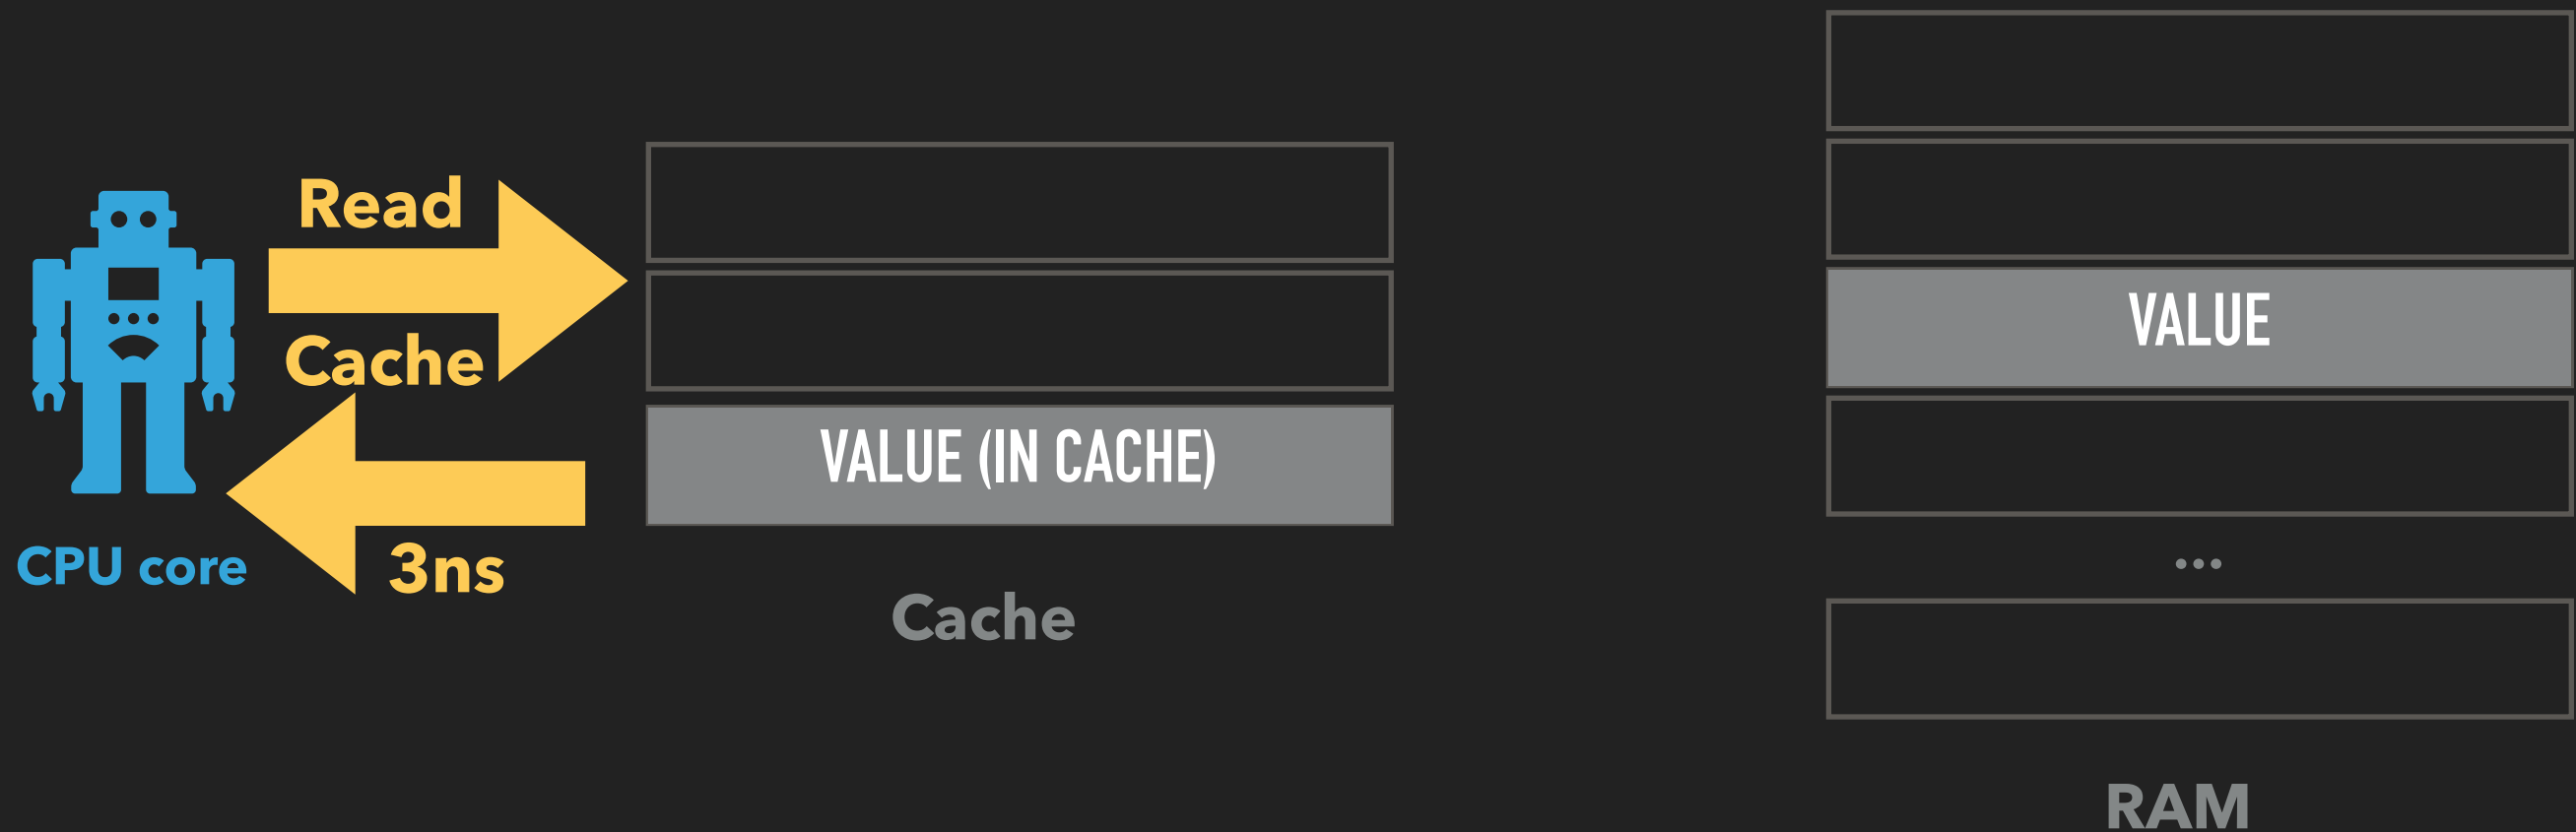 Read
Cache
3ns
CPU core
VALUE (IN CACHE)
Cache
VALUE
...
RAM